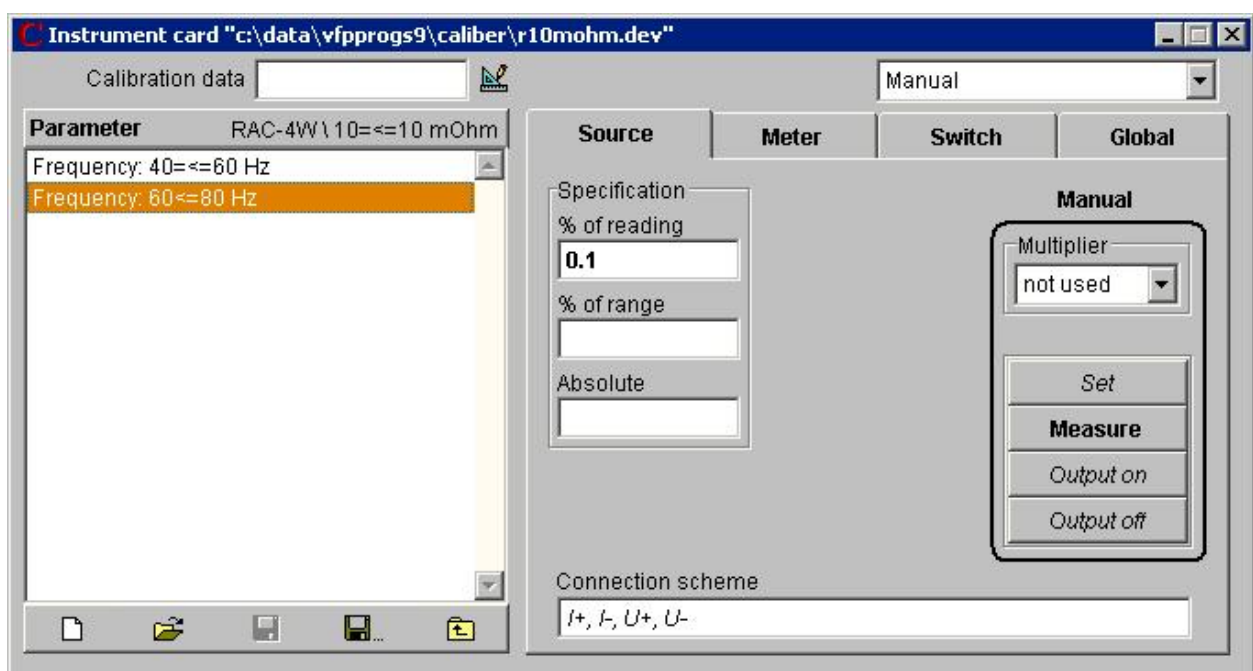 Instrument card "c:\data\vfpprogs9\caliber\r10mohm.dev"
Calibration data
Manual
Parameter RAC-4W \ 10=<=10 mOhm
Frequency: 40=<=60 Hz
Frequency: 60<=80 Hz
Source
Meter
Switch
Global
Specification
% of reading
0.1
% of range
Absolute
Manual
Multiplier
not used
Set
Measure
Output on
Output off
Connection scheme
I+, I-, U+, U-